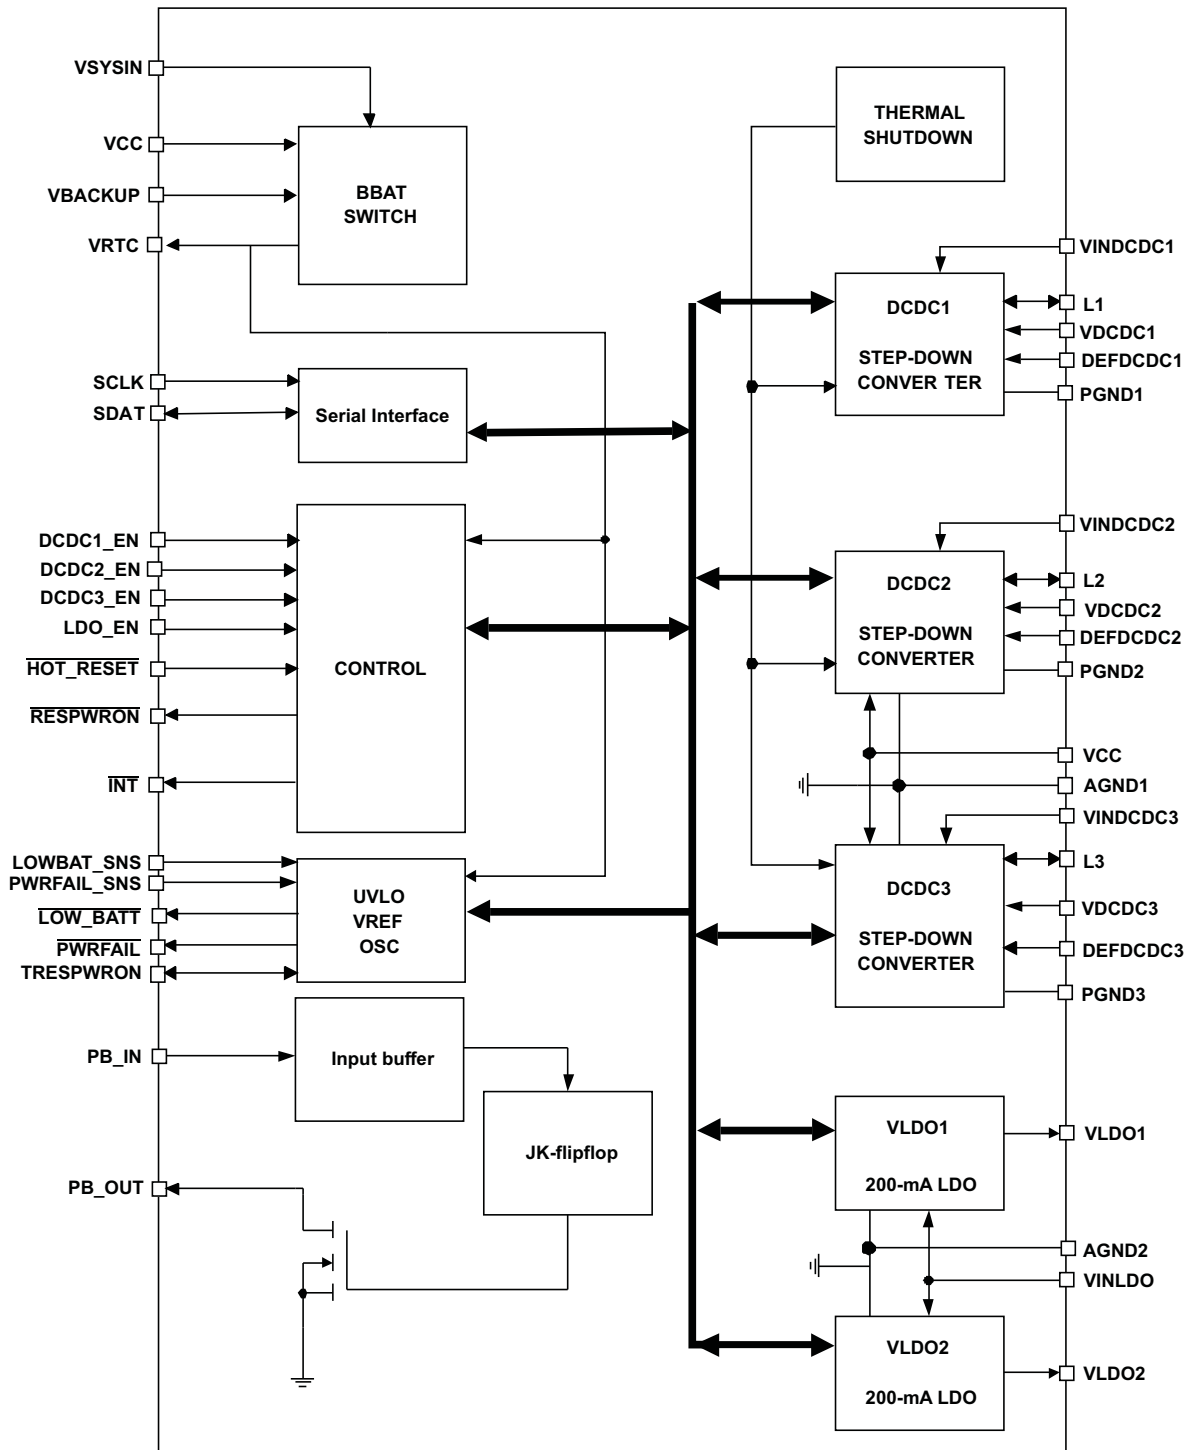 VSYSIN
VCC
VBACKUP
VRTC
BBAT
SWITCH
THERMAL
SHUTDOWN
SCLK
SDAT
Serial Interface
DCDC1_EN
DCDC2_EN
DCDC3_EN
LDO_EN
HOT_RESET
RESPWRON
INT
CONTROL
LOWBAT_SNS
PWRFAIL_SNS
LOW_BATT
PWRFAIL
TRESPWRON
UVLO
VREF
OSC
PB_IN
Input buffer
JK-flipflop
PB_OUT
DCDC1
STEP-DOWN
CONVER TER
VINDCDC1
L1
VDCDC1
DEFDCDC1
PGND1
DCDC2
STEP-DOWN
CONVERTER
VINDCDC2
L2
VDCDC2
DEFDCDC2
PGND2
VCC
AGND1
VINDCDC3
DCDC3
STEP-DOWN
CONVERTER
L3
VDCDC3
DEFDCDC3
PGND3
VLDO1
200-mA LDO
VLDO1
AGND2
VINLDO
VLDO2
200-mA LDO
VLDO2